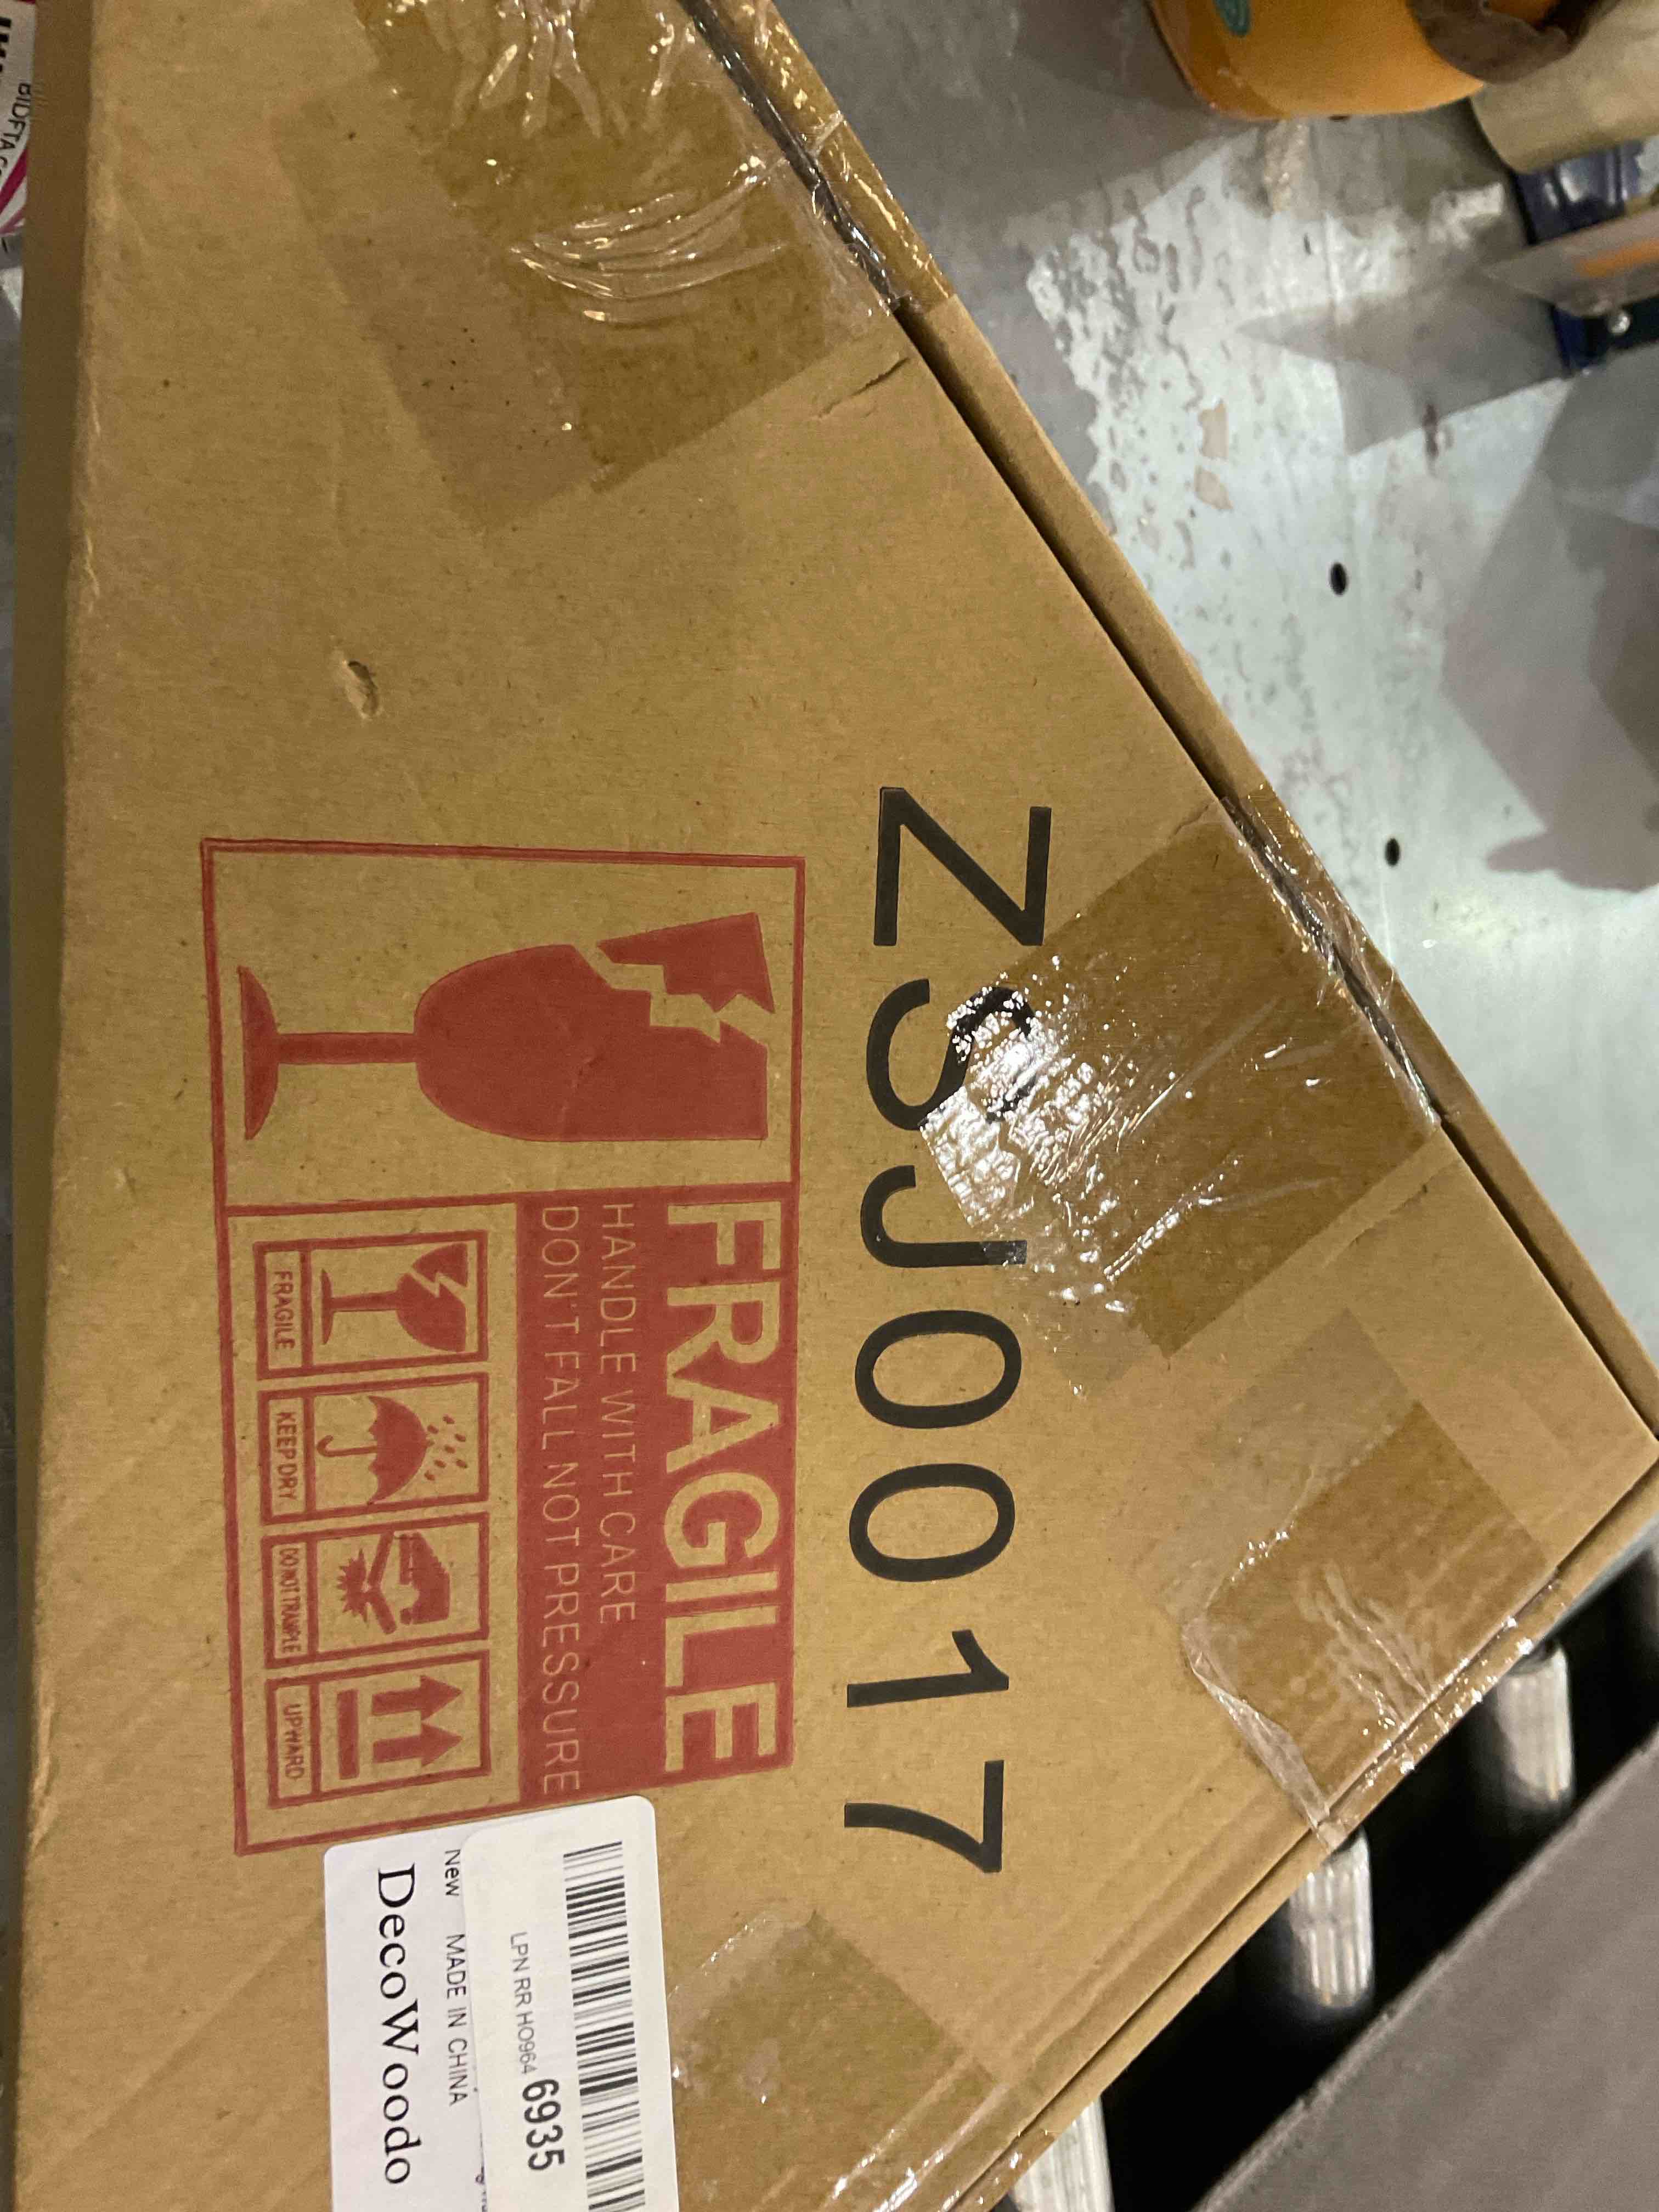 ZSJ0017
FRAGILE
HANDLE WITH CARE
DON'T FALL NOT PRESSURE
FRAGILE
KEEP DRY
DO NOT TRAMPLE
UPWARD
LPN RR HO964 6935
New MADE IN CHINA
DecoWoodo
BIDFTA